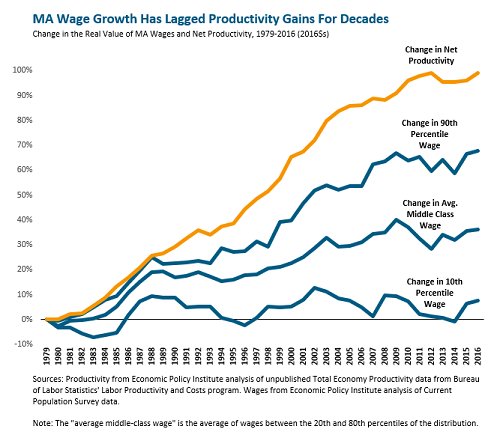 MA Wage Growth Has Lagged Productivity Gains For Decades
Change in the Real Value of MA Wages and Net Productivity, 1979-2016 (2016$s)
Change in Net
Productivity
100%
90%
80%
Change in 90th
Percentile
Wage
70%
60%
50%
Change in Avg.
Middle Class
Wage
40%
30%
20%
Change in 10th
Percentile
Wage
10%
0%
-10%
1979
1980
1981
1982
1983
1984
1985
1986
1987
1988
1989
1990
1991
1992
1993
1994
1995
1996
1997
1998
1999
2000
2001
2002
2003
2004
2005
2006
2007
2008
2009
2010
2011
2012
2013
2014
2015
2016
Sources: Productivity from Economic Policy Institute analysis of unpublished Total Economy Productivity data from Bureau
of Labor Statistics' Labor Productivity and Costs program. Wages from Economic Policy Institute analysis of Current
Population Survey data.
Note: The "average middle-class wage" is the average of wages between the 20th and 80th percentiles of the distribution.